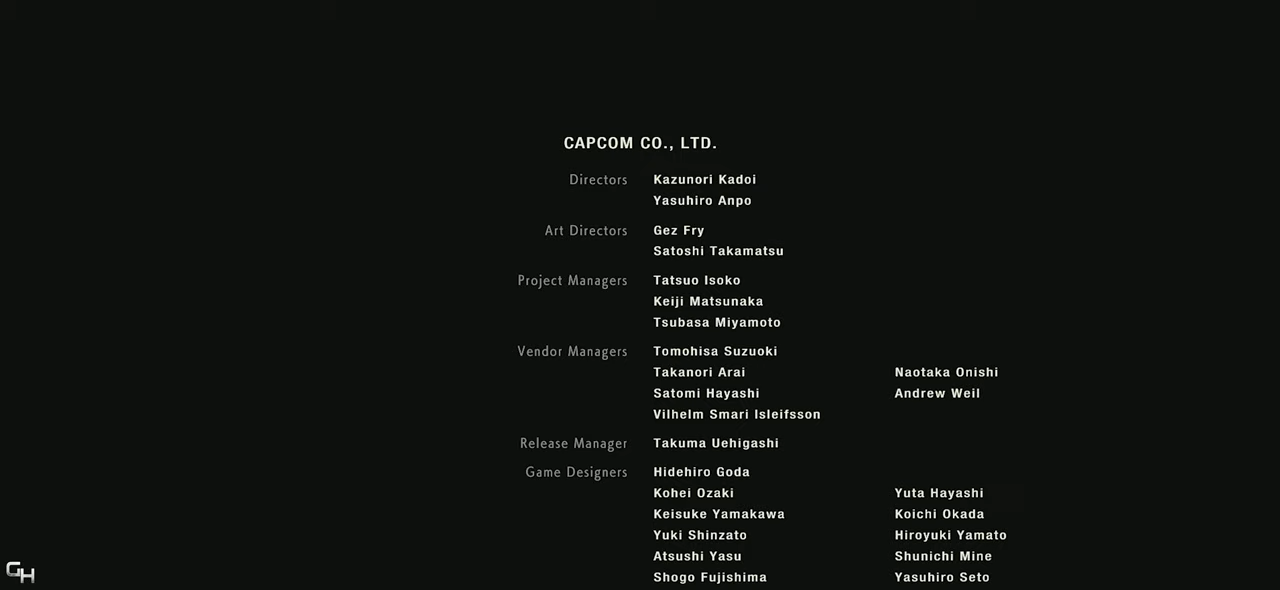 CAPCOM CO., LTD.
Directors Kazunori Kadoi
Yasuhiro Anpo
Art Directors Gez Fry
Satoshi Takamatsu
Project Managers Tatsuo Isoko
Keiji Matsunaka
Tsubasa Miyamoto
Vendor Managers Tomohisa Suzuoki
Takanori Arai Naotaka Onishi
Satomi Hayashi Andrew Weil
Vilhelm Smari Isleifsson
Release Manager Takuma Uehigashi
Game Designers Hidehiro Goda
Kohei Ozaki Yuta Hayashi
Keisuke Yamakawa Koichi Okada
Yuki Shinzato Hiroyuki Yamato
Atsushi Yasu Shunichi Mine
Shogo Fujishima Yasuhiro Seto
GH